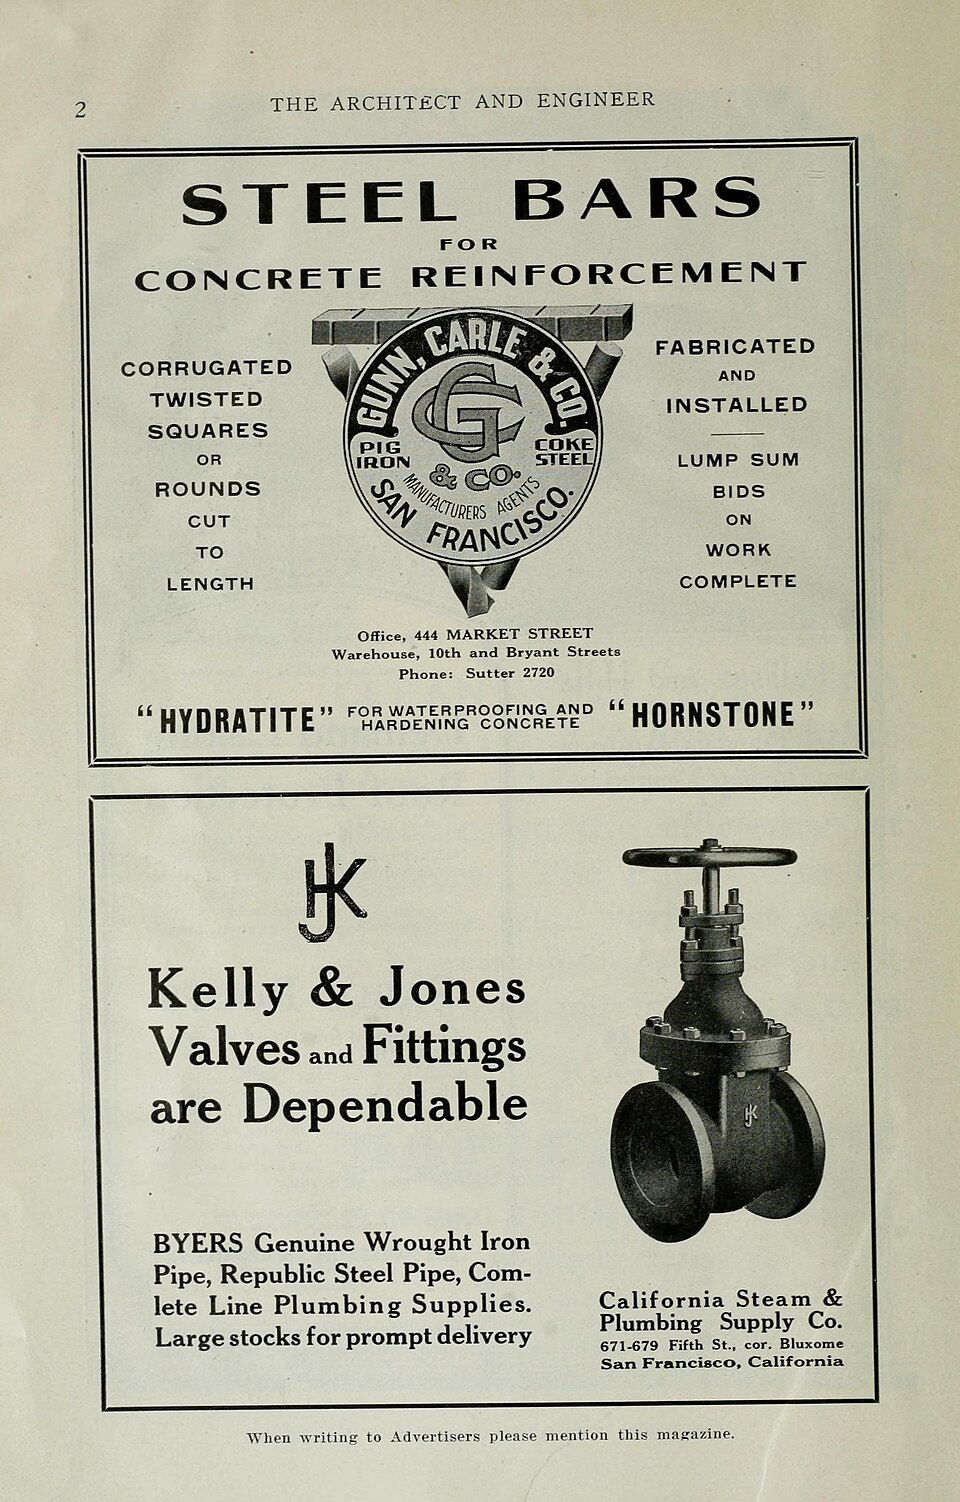 2
THE ARCHITECT AND ENGINEER
STEEL BARS
FOR
CONCRETE REINFORCEMENT
CORRUGATED
TWISTED
SQUARES
OR
ROUNDS
CUT
TO
LENGTH
GUNN, CARLE & CO.
GC
& CO.
PIG
IRON
COKE
STEEL
MANUFACTURERS AGENTS
SAN FRANCISCO.
FABRICATED
AND
INSTALLED
LUMP SUM
BIDS
ON
WORK
COMPLETE
Office, 444 MARKET STREET
Warehouse, 10th and Bryant Streets
Phone: Sutter 2720
“HYDRATITE” FOR WATERPROOFING AND HARDENING CONCRETE “HORNSTONE”
KJ
Kelly & Jones
Valves and Fittings
are Dependable
KJ
BYERS Genuine Wrought Iron
Pipe, Republic Steel Pipe, Com-
lete Line Plumbing Supplies.
Large stocks for prompt delivery
California Steam &
Plumbing Supply Co.
671-679 Fifth St., cor. Bluxome
San Francisco, California
When writing to Advertisers please mention this magazine.